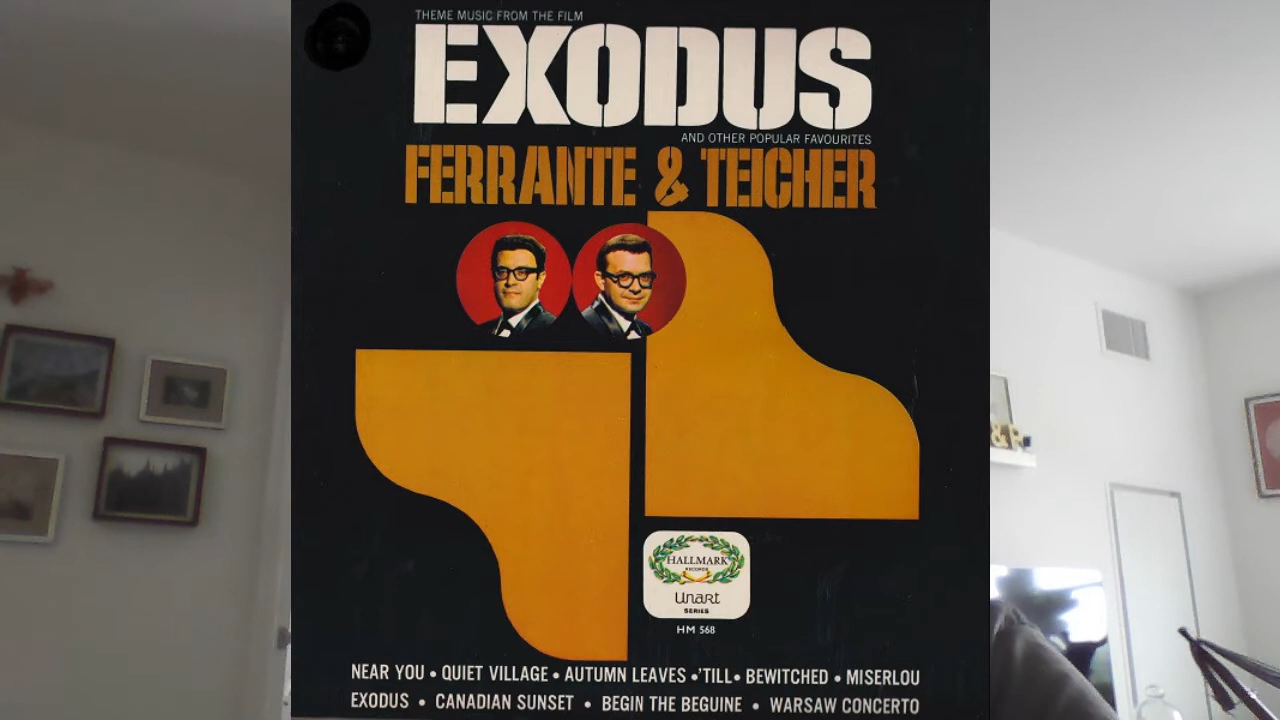 THEME MUSIC FROM THE FILM
EXODUS
AND OTHER POPULAR FAVOURITES
FERRANTE & TEICHER
HALLMARK
RECORDS
Unart
SERIES
HM 568
NEAR YOU • QUIET VILLAGE • AUTUMN LEAVES •'TILL• BEWITCHED • MISERLOU
EXODUS • CANADIAN SUNSET • BEGIN THE BEGUINE • WARSAW CONCERTO